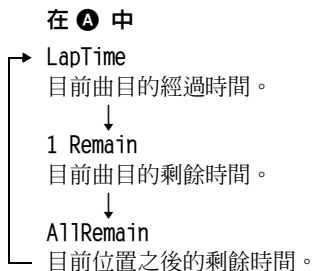 在 A 中
LapTime
目前曲目的經過時間。
1 Remain
目前曲目的剩餘時間。
AllRemain
目前位置之後的剩餘時間。